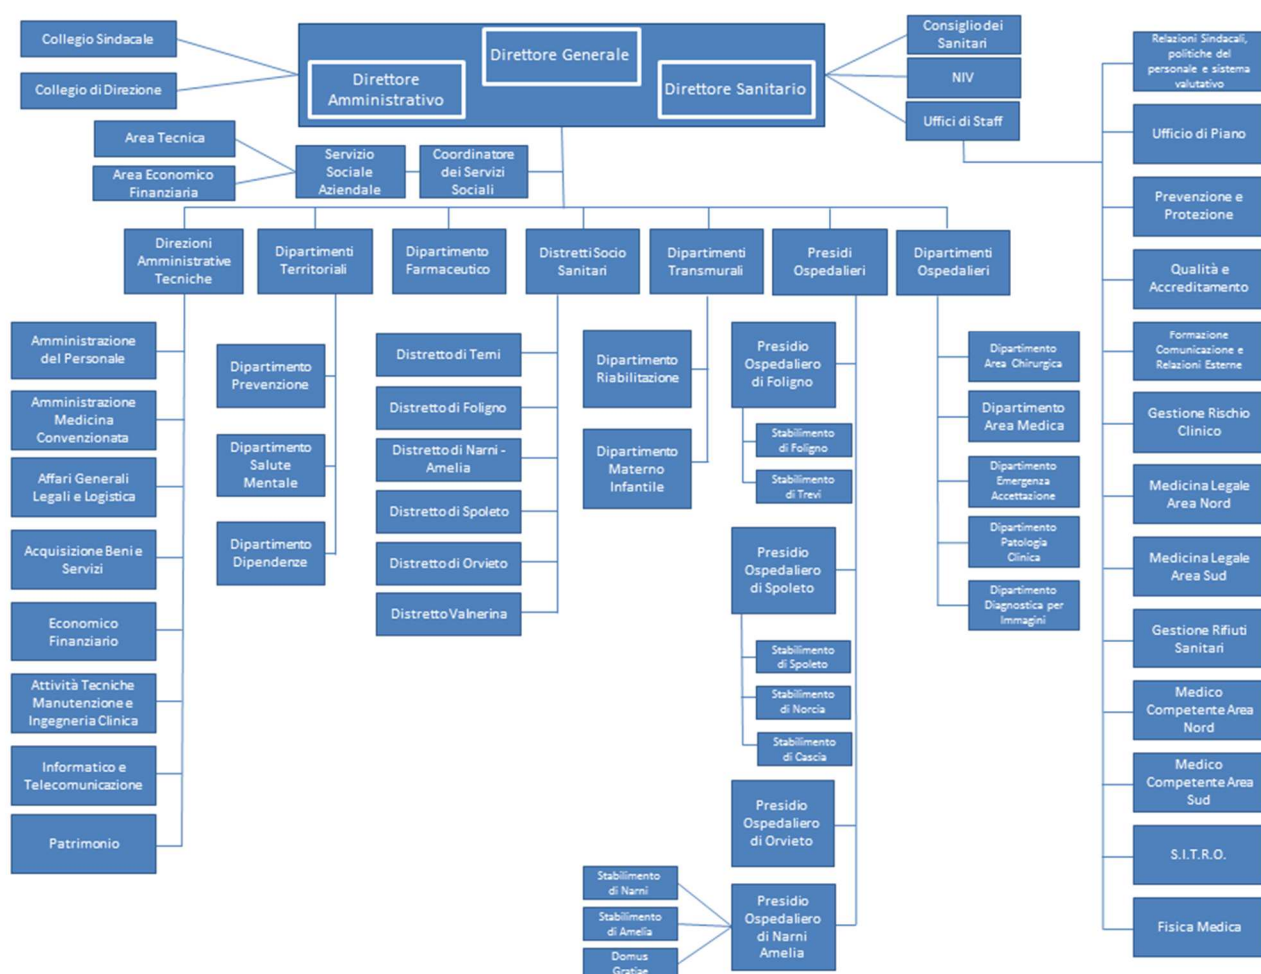 Collegio Sindacale
Collegio di Direzione
Direttore Generale
Direttore
Amministrativo
Direttore Sanitario
Consiglio dei
Sanitari
NIV
Uffici di Staff
Area Tecnica
Area Economico
Finanziaria
Servizio
Sociale
Aziendale
Coordinatore
dei Servizi
Sociali
Direzioni
Amministrative
Tecniche
Dipartimenti
Territoriali
Dipartimento
Farmaceutico
Distretti Socio
Sanitari
Dipartimenti
Transmurali
Presidi
Ospedalieri
Dipartimenti
Ospedalieri
Amministrazione
del Personale
Amministrazione
Medicina
Convenzionata
Affari Generali
Legali e Logistica
Acquisizione Beni e
Servizi
Economico
Finanziario
Attività Tecniche
Manutenzione e
Ingegneria Clinica
Informatico e
Telecomunicazione
Patrimonio
Dipartimento
Prevenzione
Dipartimento
Salute
Mentale
Dipartimento
Dipendenze
Distretto di Terni
Distretto di Foligno
Distretto di Narni -
Amelia
Distretto di Spoleto
Distretto di Orvieto
Distretto Valnerina
Dipartimento
Riabilitazione
Dipartimento
Materno
Infantile
Presidio
Ospedaliero
di Foligno
Stabilimento
di Foligno
Stabilimento
di Trevi
Presidio
Ospedaliero
di Spoleto
Stabilimento
di Spoleto
Stabilimento
di Norcia
Stabilimento
di Cascia
Presidio
Ospedaliero
di Orvieto
Presidio
Ospedaliero
di Narni
Amelia
Stabilimento
di Narni
Stabilimento
di Amelia
Domus
Gratiae
Dipartimento
Area Chirurgica
Dipartimento
Area Medica
Dipartimento
Emergenza
Accettazione
Dipartimento
Patologia
Clinica
Dipartimento
Diagnostica per
Immagini
Relazioni Sindacali,
politiche del
personale e sistema
valutativo
Ufficio di Piano
Prevenzione e
Protezione
Qualità e
Accreditamento
Formazione
Comunicazione e
Relazioni Esterne
Gestione Rischio
Clinico
Medicina Legale
Area Nord
Medicina Legale
Area Sud
Gestione Rifiuti
Sanitari
Medico
Competente Area
Nord
Medico
Competente Area
Sud
S.I.T.R.O.
Fisica Medica